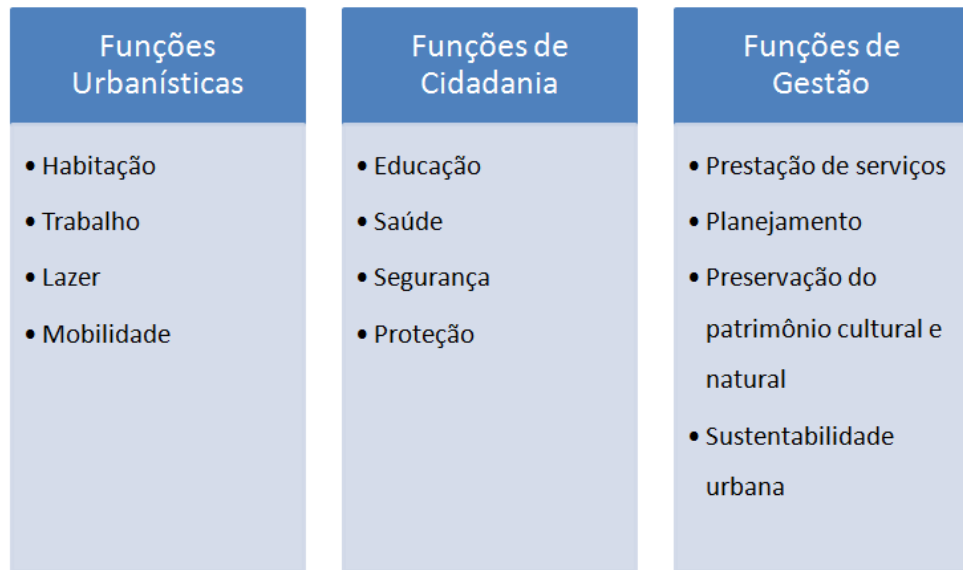 Funções
Urbanísticas
• Habitação
• Trabalho
• Lazer
• Mobilidade
Funções de
Cidadania
• Educação
• Saúde
• Segurança
• Proteção
Funções de
Gestão
• Prestação de serviços
• Planejamento
• Preservação do
patrimônio cultural e
natural
• Sustentabilidade
urbana